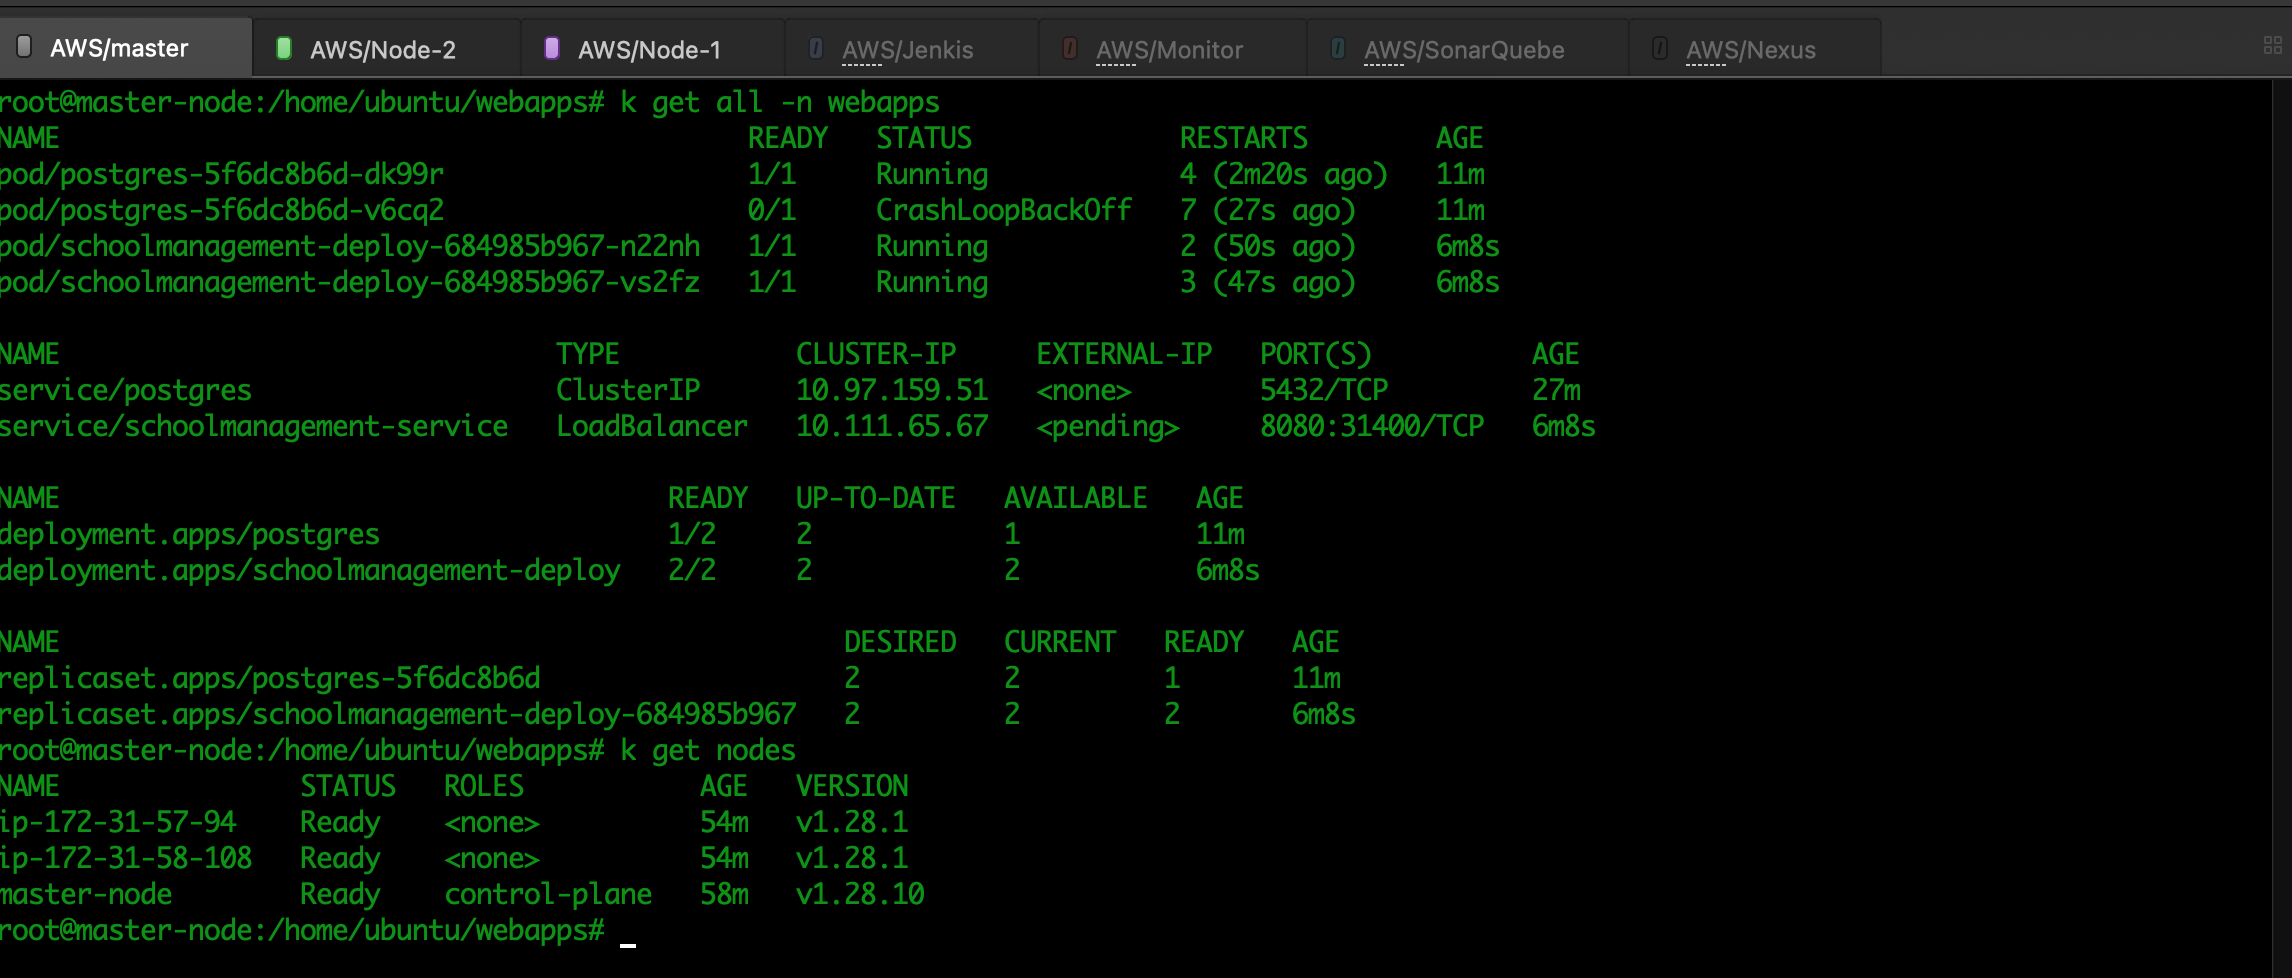 AWS/master AWS/Node-2 AWS/Node-1 AWS/Jenkis AWS/Monitor AWS/SonarQuebe AWS/Nexus
root@master-node:/home/ubuntu/webapps# k get all -n webapps
NAME READY STATUS RESTARTS AGE
pod/postgres-5f6dc8b6d-dk99r 1/1 Running 4 (2m20s ago) 11m
pod/postgres-5f6dc8b6d-v6cq2 0/1 CrashLoopBackOff 7 (27s ago) 11m
pod/schoolmanagement-deploy-684985b967-n22nh 1/1 Running 2 (50s ago) 6m8s
pod/schoolmanagement-deploy-684985b967-vs2fz 1/1 Running 3 (47s ago) 6m8s
NAME TYPE CLUSTER-IP EXTERNAL-IP PORT(S) AGE
service/postgres ClusterIP 10.97.159.51 <none> 5432/TCP 27m
service/schoolmanagement-service LoadBalancer 10.111.65.67 <pending> 8080:31400/TCP 6m8s
NAME READY UP-TO-DATE AVAILABLE AGE
deployment.apps/postgres 1/2 2 1 11m
deployment.apps/schoolmanagement-deploy 2/2 2 2 6m8s
NAME DESIRED CURRENT READY AGE
replicaset.apps/postgres-5f6dc8b6d 2 2 1 11m
replicaset.apps/schoolmanagement-deploy-684985b967 2 2 2 6m8s
root@master-node:/home/ubuntu/webapps# k get nodes
NAME STATUS ROLES AGE VERSION
ip-172-31-57-94 Ready <none> 54m v1.28.1
ip-172-31-58-108 Ready <none> 54m v1.28.1
master-node Ready control-plane 58m v1.28.10
root@master-node:/home/ubuntu/webapps#